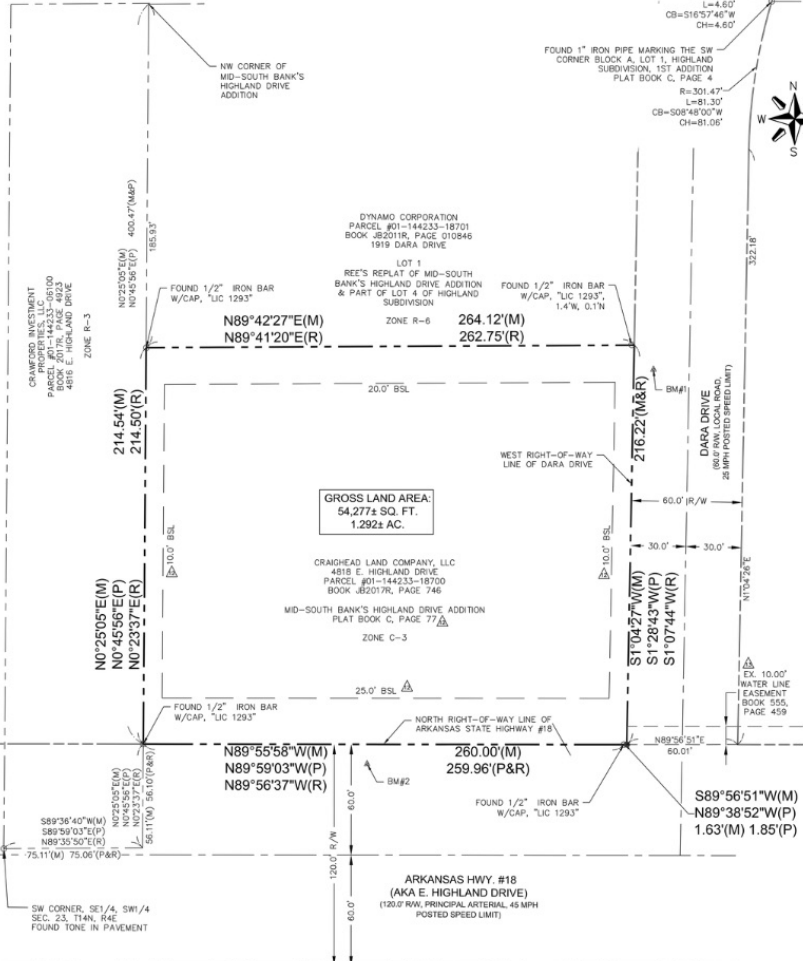 L=4.60'
CB=S16°57'46"W
CH=4.60'
FOUND 1" IRON PIPE MARKING THE SW
CORNER BLOCK A, LOT 1, HIGHLAND
SUBDIVISION, 1ST ADDITION
PLAT BOOK C, PAGE 4
R=301.47'
L=81.30'
CB=S08°48'00"W
CH=81.06'
N
W
S
NW CORNER OF
MID-SOUTH BANK'S
HIGHLAND DRIVE
ADDITION
N0°25'05"E(M)
N0°45'56"E(P)
400.47'(M&P)
185.93'
322.18'
CRAWFORD INVESTMENT
PROPERTIES, LLC
PARCEL #01-144233-06100
BOOK 2017R, PAGE 4923
4816 E. HIGHLAND DRIVE
ZONE R-3
DYNAMO CORPORATION
PARCEL #01-144233-18701
BOOK JB2011R, PAGE 010846
1919 DARA DRIVE
LOT 1
REE'S REPLAT OF MID-SOUTH
BANK'S HIGHLAND DRIVE ADDITION
& PART OF LOT 4 OF HIGHLAND
SUBDIVISION
ZONE R-6
FOUND 1/2" IRON BAR
W/CAP, "LIC 1293"
FOUND 1/2" IRON BAR
W/CAP, "LIC 1293",
1.4'W, 0.1'N
N89°42'27"E(M) 264.12'(M)
N89°41'20"E(R) 262.75'(R)
20.0' BSL
BM#1
214.54'(M)
214.50'(R)
216.22'(M&R)
DARA DRIVE
(60.0' R/W, LOCAL ROAD,
25 MPH POSTED SPEED LIMIT)
WEST RIGHT-OF-WAY
LINE OF DARA DRIVE
60.0' R/W
30.0'
30.0'
GROSS LAND AREA:
54,277± SQ. FT.
1.292± AC.
10.0' BSL
10.0' BSL
CRAIGHEAD LAND COMPANY, LLC
4818 E. HIGHLAND DRIVE
PARCEL #01-144233-18700
BOOK JB2017R, PAGE 746
MID-SOUTH BANK'S HIGHLAND DRIVE ADDITION
PLAT BOOK C, PAGE 77
ZONE C-3
N0°25'05"E(M)
N0°45'56"E(P)
N0°23'37"E(R)
S1°04'27"W(M)
S1°28'43"W(P)
S1°07'44"W(R)
N1°04'26"E
EX. 10.00'
WATER LINE
EASEMENT
BOOK 555,
PAGE 459
25.0' BSL
FOUND 1/2" IRON BAR
W/CAP, "LIC 1293"
NORTH RIGHT-OF-WAY LINE OF
ARKANSAS STATE HIGHWAY #18
N89°55'58"W(M) 260.00'(M)
N89°59'03"W(P) 259.96'(P&R)
N89°56'37"W(R)
N89°56'51"E
60.01'
BM#2
FOUND 1/2" IRON BAR
W/CAP, "LIC 1293"
S89°56'51"W(M)
N89°38'52"W(P)
1.63'(M) 1.85'(P)
N0°25'05"E(M)
N0°45'56"E(P)
N0°23'37"E(R)
56.11'(M) 56.10'(P&R)
S89°36'40"W(M)
S89°59'03"E(P)
N89°35'50"E(R)
75.11'(M) 75.06'(P&R)
60.0'
120.0' R/W
60.0'
ARKANSAS HWY. #18
(AKA E. HIGHLAND DRIVE)
(120.0' R/W, PRINCIPAL ARTERIAL, 45 MPH
POSTED SPEED LIMIT)
SW CORNER, SE1/4, SW1/4
SEC. 23, T14N, R4E
FOUND TONE IN PAVEMENT